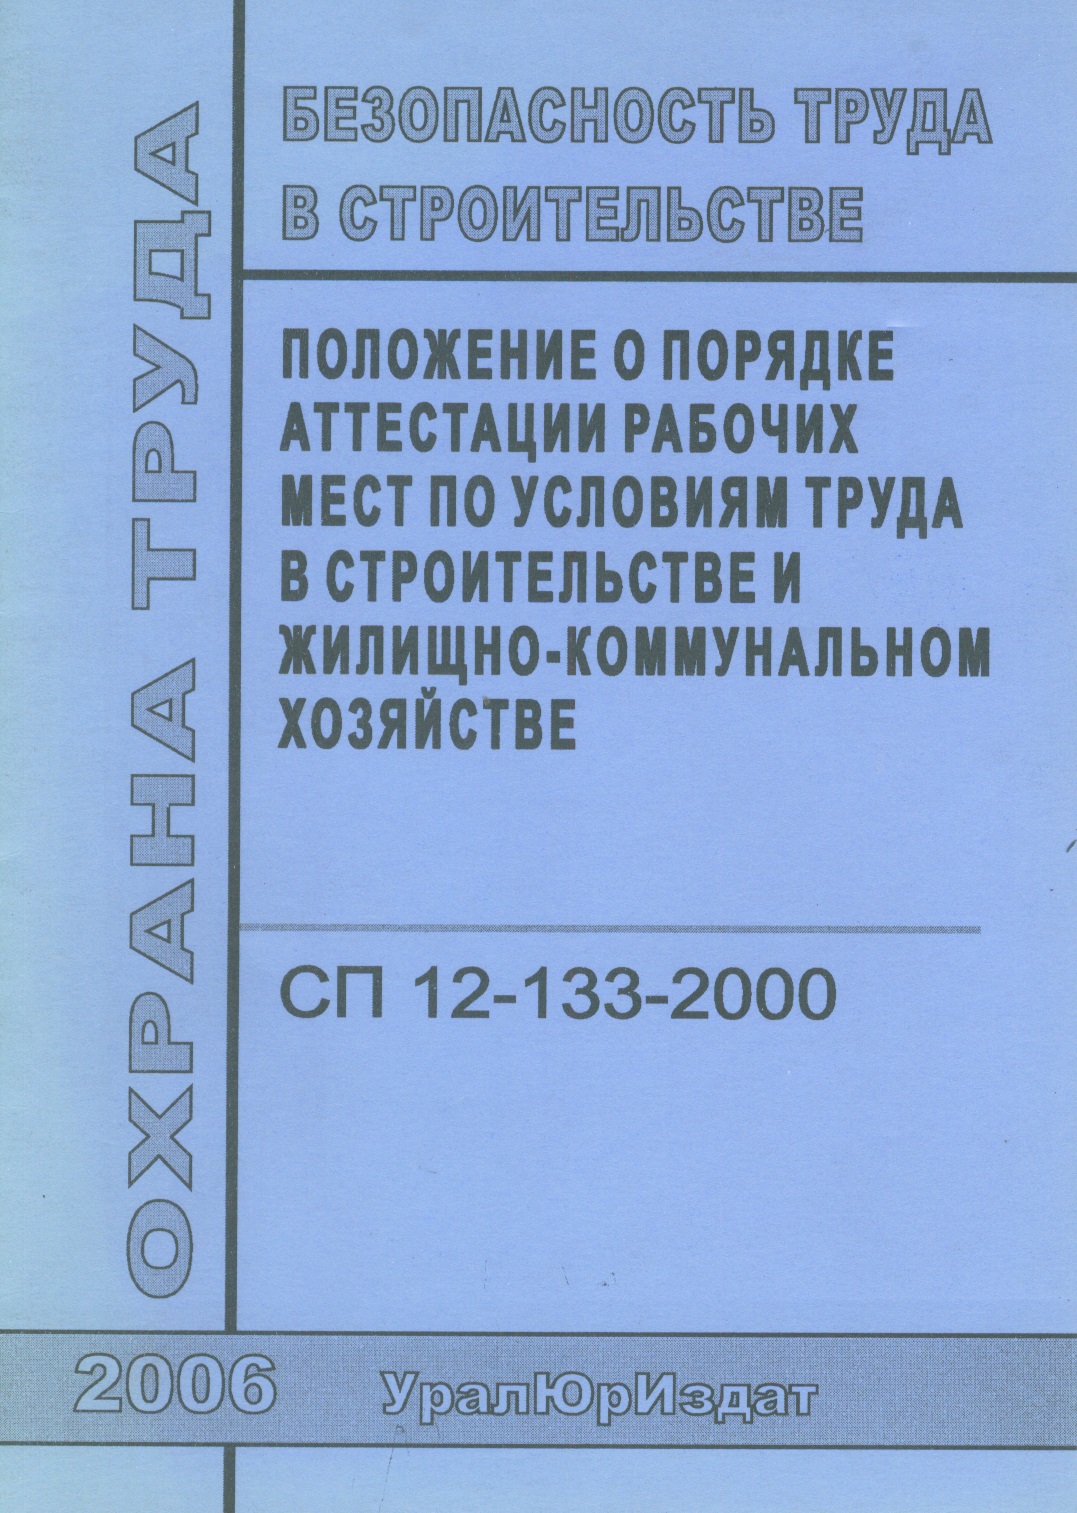 ОХРАНА ТРУДА
БЕЗОПАСНОСТЬ ТРУДА
В СТРОИТЕЛЬСТВЕ
ПОЛОЖЕНИЕ О ПОРЯДКЕ
АТТЕСТАЦИИ РАБОЧИХ
МЕСТ ПО УСЛОВИЯМ ТРУДА
В СТРОИТЕЛЬСТВЕ И
ЖИЛИЩНО-КОММУНАЛЬНОМ
ХОЗЯЙСТВЕ
СП 12-133-2000
2006
УралЮрИздат